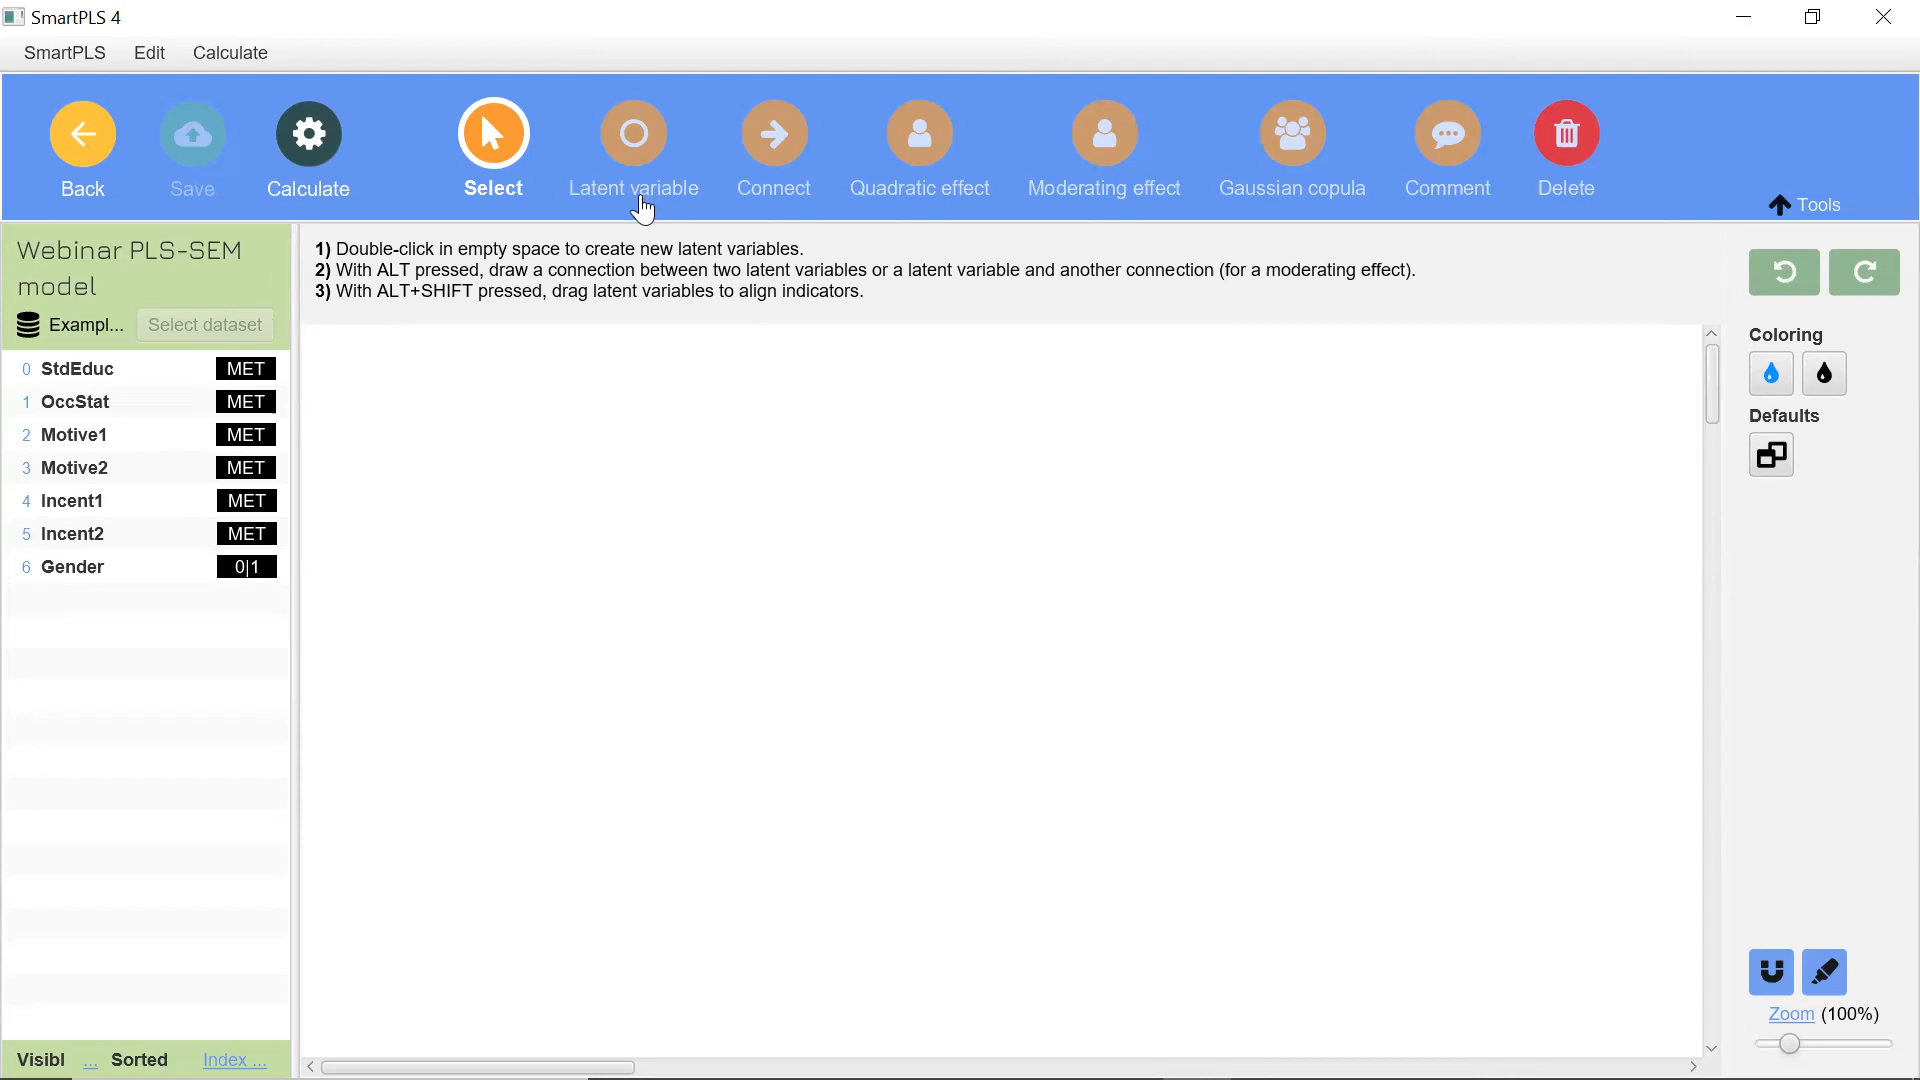 SmartPLS 4
SmartPLS Edit Calculate
Back Save Calculate Select Latent variable Connect Quadratic effect Moderating effect Gaussian copula Comment Delete
Tools
Webinar PLS-SEM
model
Exampl... Select dataset
1) Double-click in empty space to create new latent variables.
2) With ALT pressed, draw a connection between two latent variables or a latent variable and another connection (for a moderating effect).
3) With ALT+SHIFT pressed, drag latent variables to align indicators.
0 StdEduc MET
1 OccStat MET
2 Motive1 MET
3 Motive2 MET
4 Incent1 MET
5 Incent2 MET
6 Gender 0|1
Coloring
Defaults
Zoom (100%)
Visibl ... Sorted Index ...